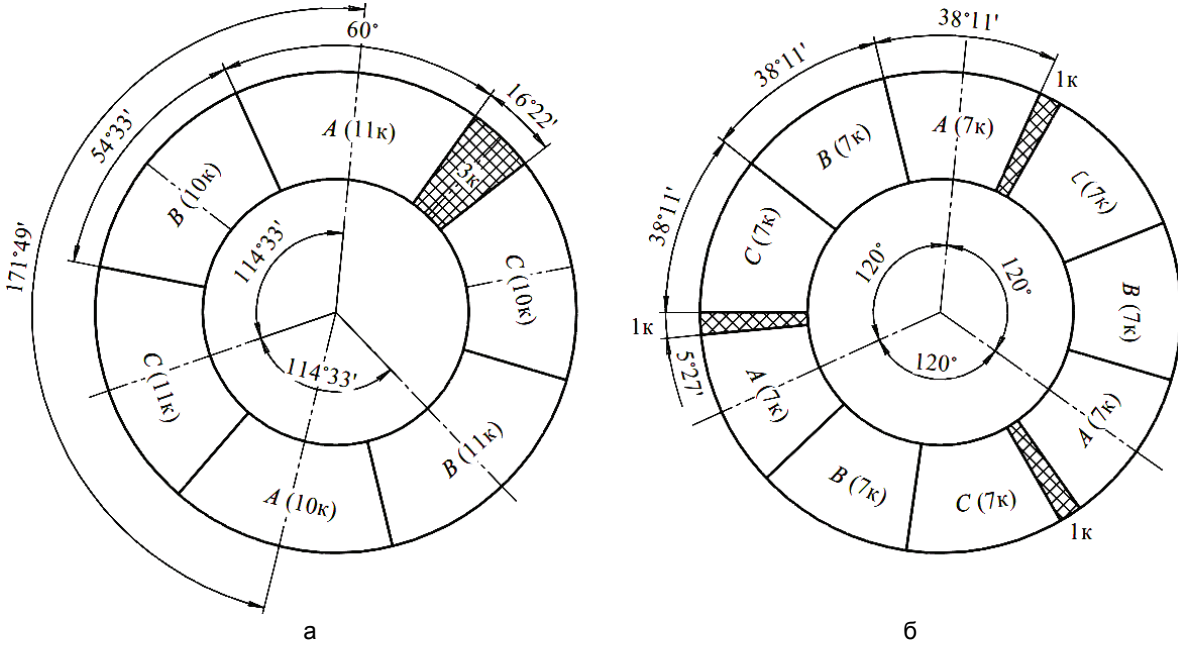 171°49'
60°
54°33'
16°22'
A (11к)
3к
B (10к)
C (10к)
114°33'
114°33'
C (11к)
B (11к)
A (10к)
а
38°11'
38°11'
38°11'
1к
A (7к)
B (7к)
C (7к)
(7к)
B (7к)
120°
120°
120°
1к
5°27'
A (7к)
A (7к)
B (7к)
C (7к)
1к
б